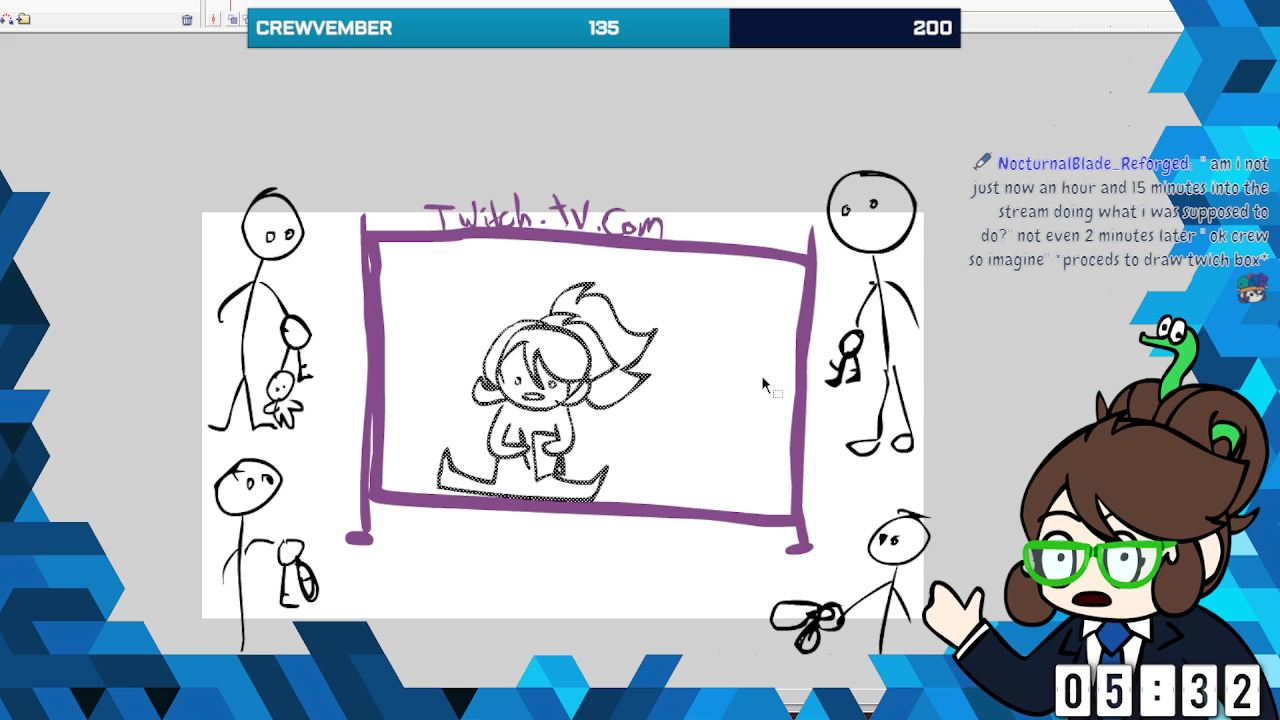 CREWVEMBER 135 200
NocturnalBlade_Reforged: " am i not
just now an hour and 15 minutes into the
stream doing what i was supposed to
do?" not even 2 minutes later " ok crew
so imagine" *proceds to draw twich box*
Twitch.tv.Com
05:32